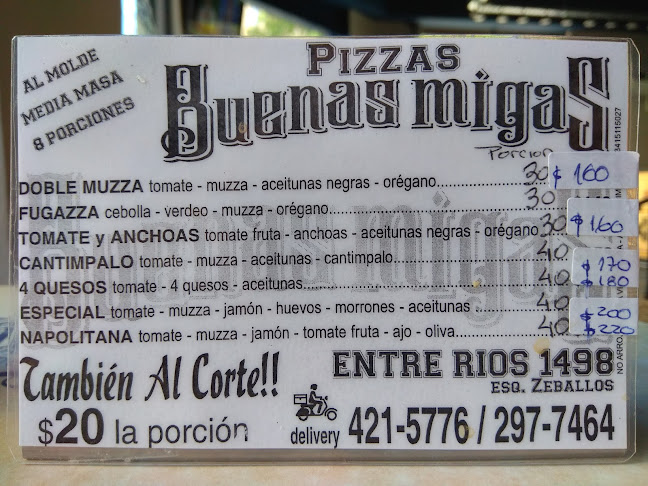 AL MOLDE
MEDIA MASA
8 PORCIONES
PIZZAS
Buenas migas
Porcion
DOBLE MUZZA tomate - muzza - aceitunas negras - orégano 30 $ 160
FUGAZZA cebolla - verdeo - muzza - orégano 30
TOMATE y ANCHOAS tomate fruta - anchoas - aceitunas negras - orégano 30 $ 160
CANTIMPALO tomate - muzza - aceitunas - cantimpalo 40 $ 170
4 QUESOS tomate - 4 quesos - aceitunas 40 $ 180
ESPECIAL tomate - muzza - jamón - huevos - morrones - aceitunas 40 $ 200
NAPOLITANA tomate - muzza - jamón - tomate fruta - ajo - oliva 40 $ 220
También Al Corte!!
$20 la porción
ENTRE RIOS 1498
ESQ. ZEBALLOS
delivery 421-5776 / 297-7464